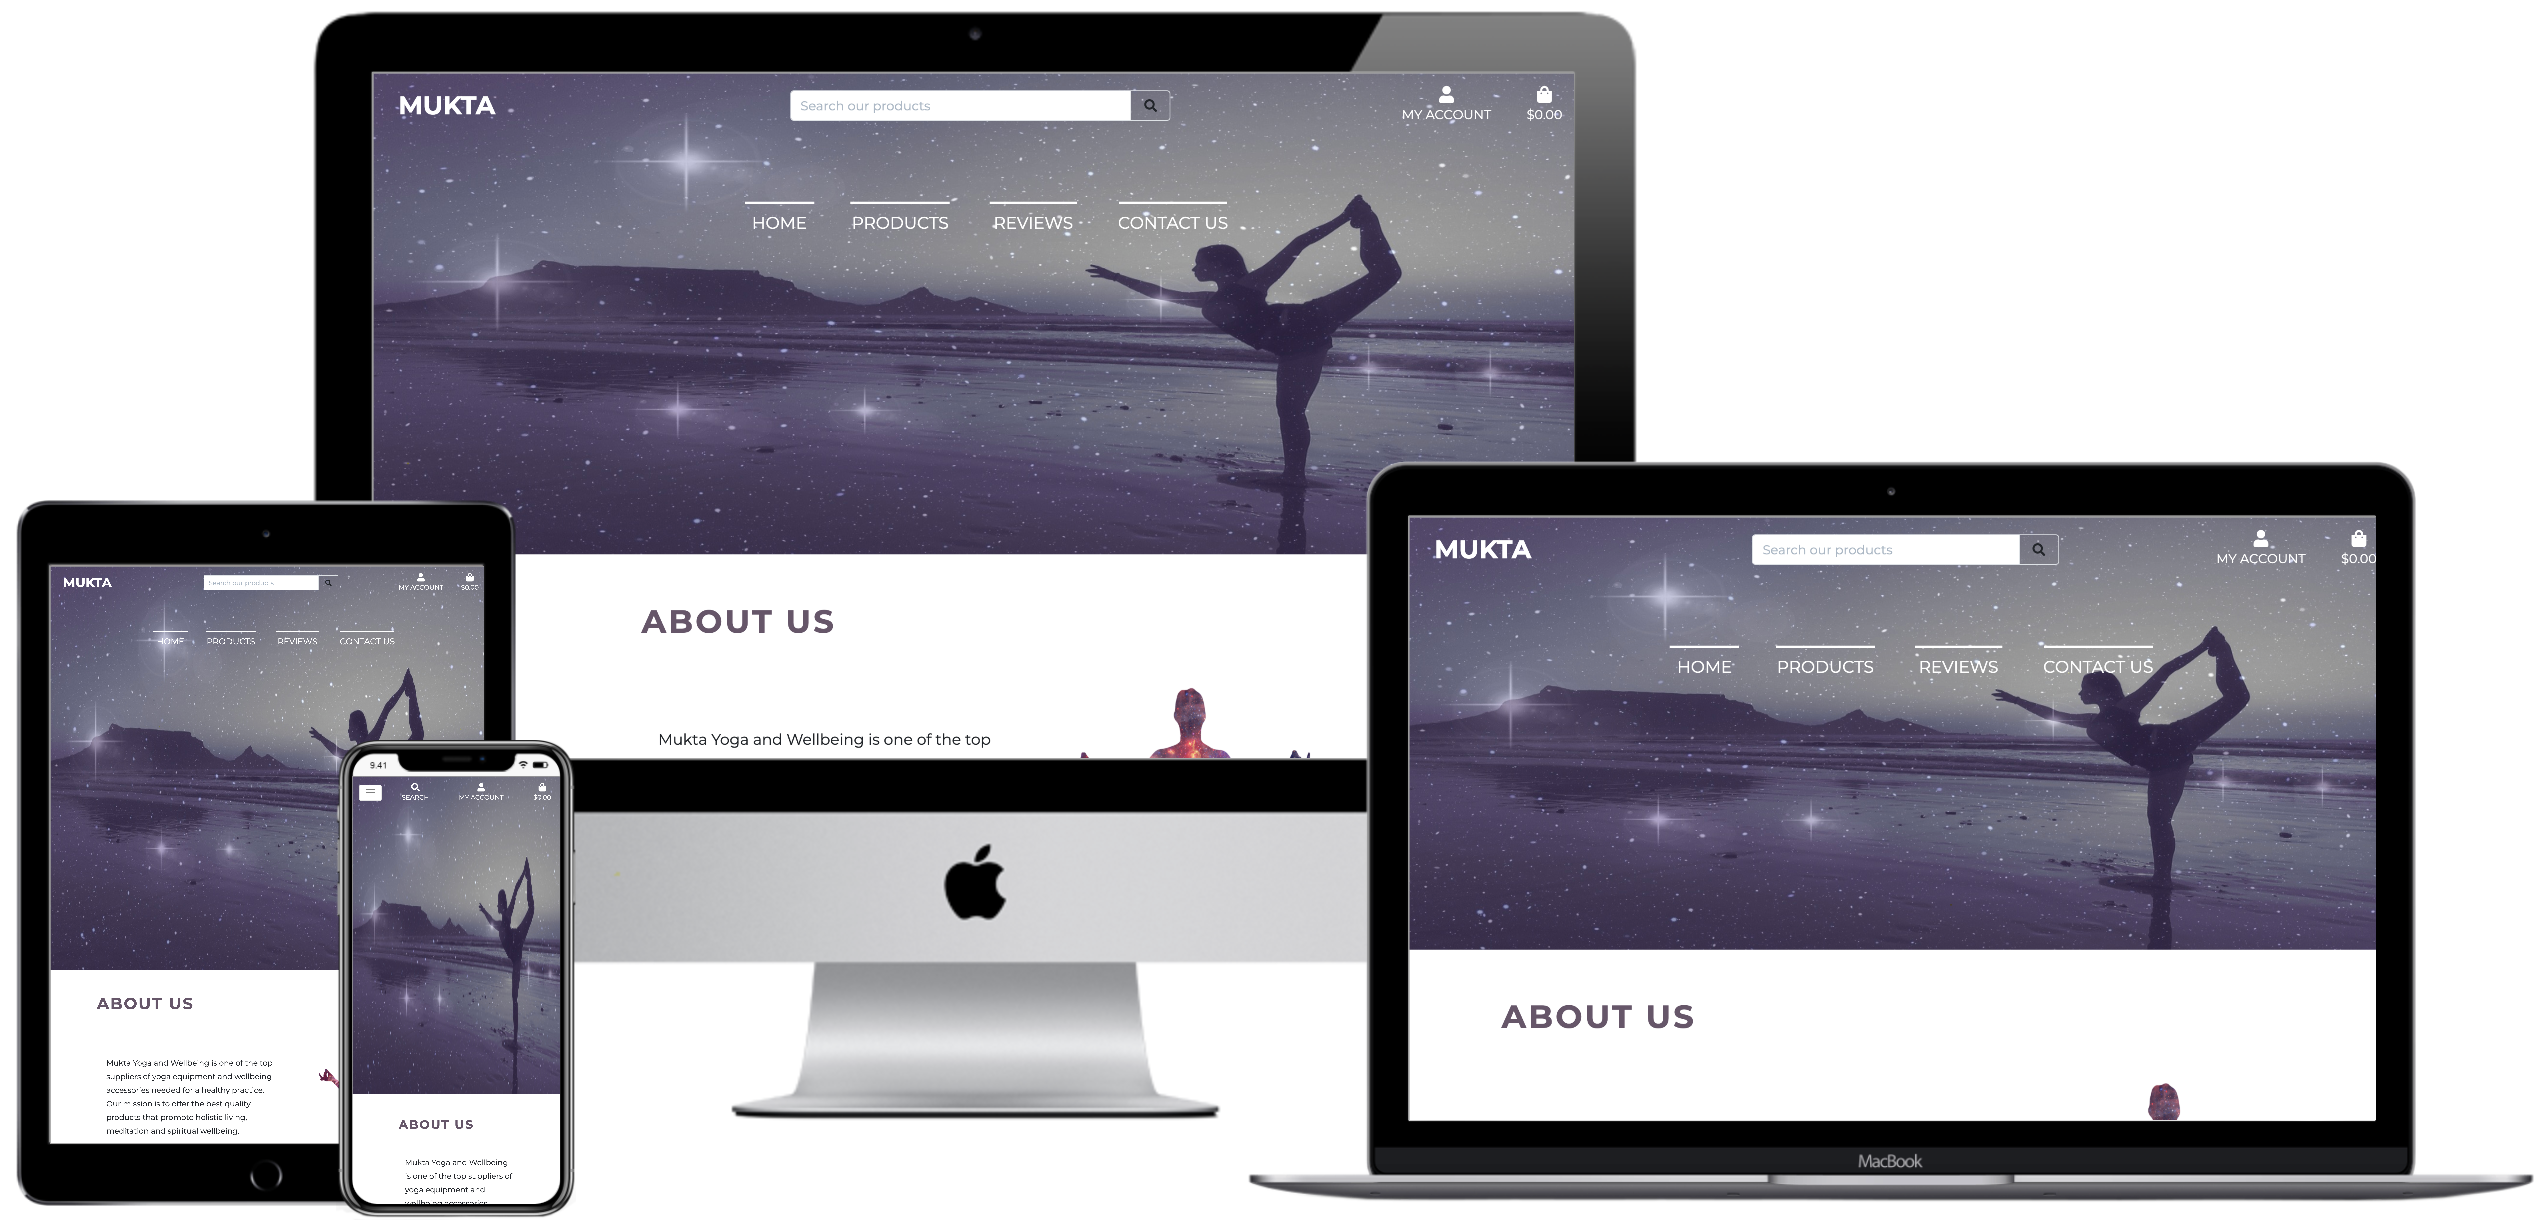 MUKTA
Search our products
MY ACCOUNT
$0.00
HOME PRODUCTS REVIEWS CONTACT US
ABOUT US
Mukta Yoga and Wellbeing is one of the top
MUKTA
Search our products
MY ACCOUNT
$0.00
HOME PRODUCTS REVIEWS CONTACT US
ABOUT US
Mukta Yoga and Wellbeing is one of the top
suppliers of yoga equipment and wellbeing
accessories needed for a healthy practice.
Our mission is to offer the best quality
products that promote holistic living,
meditation and spiritual wellbeing.
9.41
SEARCH
MY ACCOUNT
$0.00
ABOUT US
Mukta Yoga and Wellbeing
is one of the top suppliers of
yoga equipment and
wellbeing accessories
MUKTA
Search our products
MY ACCOUNT
$0.00
HOME PRODUCTS REVIEWS CONTACT US
ABOUT US
MacBook